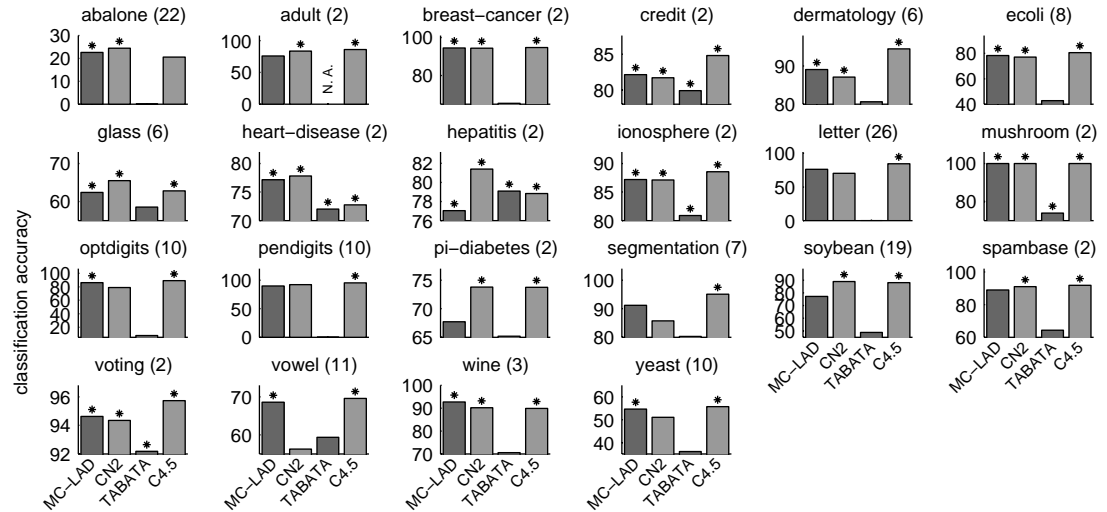 abalone (22)
30
20
10
0
adult (2)
100
50
0
N. A.
breast−cancer (2)
100
80
credit (2)
85
80
dermatology (6)
90
80
ecoli (8)
80
60
40
glass (6)
70
60
heart−disease (2)
80
75
70
hepatitis (2)
82
80
78
76
ionosphere (2)
90
85
80
letter (26)
100
50
0
mushroom (2)
100
80
optdigits (10)
100
80
60
40
20
pendigits (10)
100
50
0
pi−diabetes (2)
75
70
65
segmentation (7)
100
90
80
soybean (19)
90
80
70
60
50
MC−LAD
CN2
TABATA
C4.5
spambase (2)
100
80
60
MC−LAD
CN2
TABATA
C4.5
voting (2)
96
94
92
MC−LAD
CN2
TABATA
C4.5
vowel (11)
70
60
MC−LAD
CN2
TABATA
C4.5
wine (3)
100
90
80
70
MC−LAD
CN2
TABATA
C4.5
yeast (10)
60
50
40
MC−LAD
CN2
TABATA
C4.5
classification accuracy